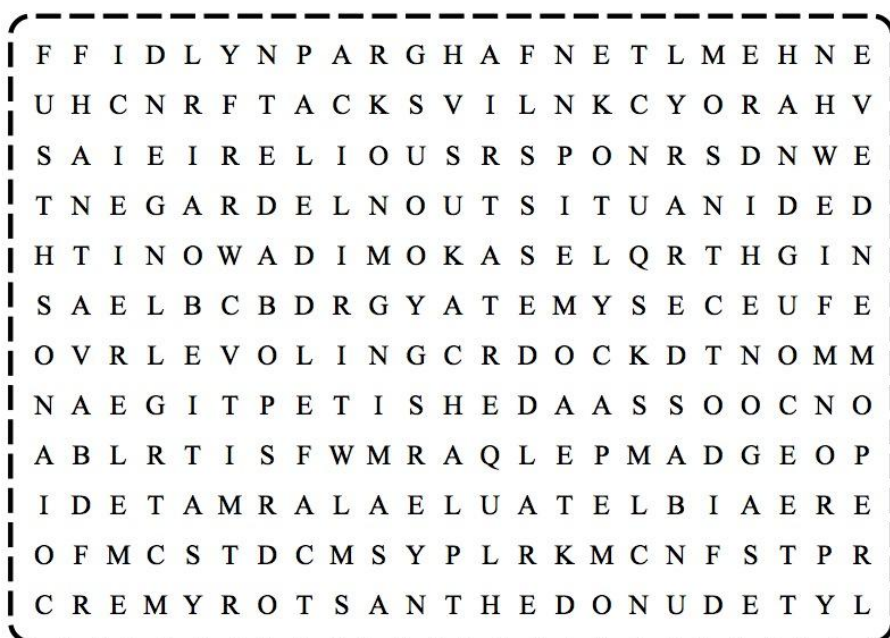 F F I D L Y N P A R G H A F N E T L M E H N E
U H C N R F T A C K S V I L N K C Y O R A H V
S A I E I R E L I O U S R S P O N R S D N W E
T N E G A R D E L N O U T S I T U A N I D E D
H T I N O W A D I M O K A S E L Q R T H G I N
S A E L B C B D R G Y A T E M Y S E C E U F E
O V R L E V O L I N G C R D O C K D T N O M M
N A E G I T P E T I S H E D A A S S O O C N O
A B L R T I S F W M R A Q L E P M A D G E O P
I D E T A M R A L A E L U A T E L B I A E R E
O F M C S T D C M S Y P L R K M C N F S T P R
C R E M Y R O T S A N T H E D O N U D E T Y L